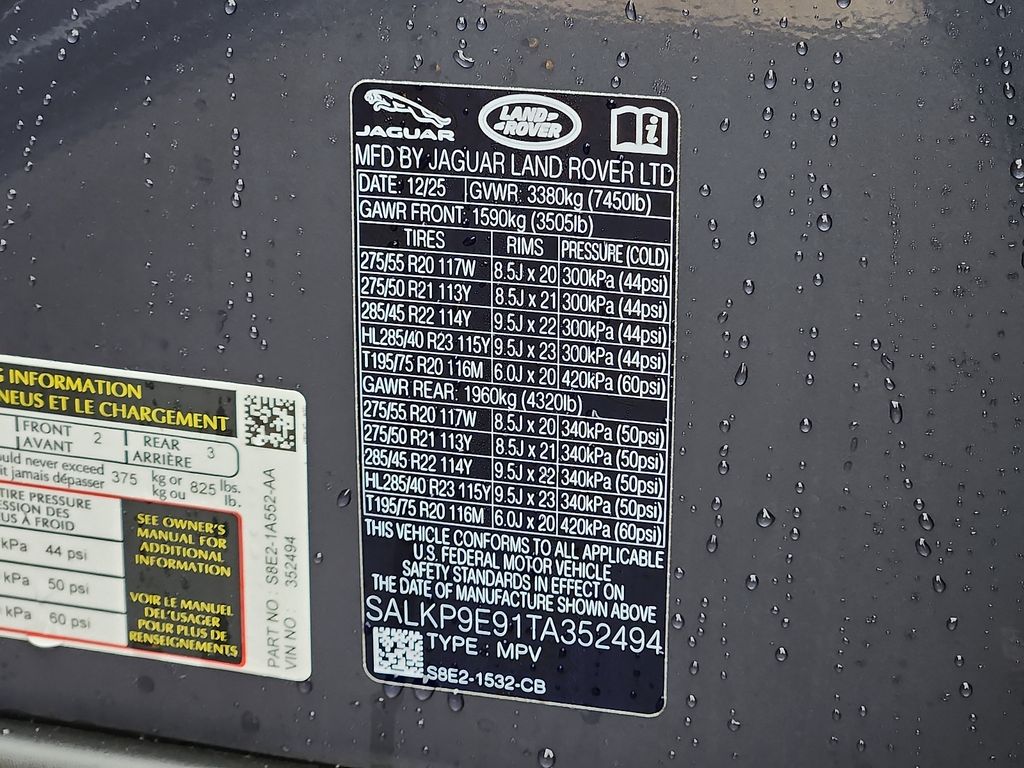 JAGUAR
LAND ROVER
MFD BY JAGUAR LAND ROVER LTD
DATE: 12/25 GVWR: 3380kg (7450lb)
GAWR FRONT: 1590kg (3505lb)
TIRES RIMS PRESSURE (COLD)
275/55 R20 117W 8.5J x 20 300kPa (44psi)
275/50 R21 113Y 8.5J x 21 300kPa (44psi)
285/45 R22 114Y 9.5J x 22 300kPa (44psi)
HL285/40 R23 115Y 9.5J x 23 300kPa (44psi)
T195/75 R20 116M 6.0J x 20 420kPa (60psi)
GAWR REAR: 1960kg (4320lb)
275/55 R20 117W 8.5J x 20 340kPa (50psi)
275/50 R21 113Y 8.5J x 21 340kPa (50psi)
285/45 R22 114Y 9.5J x 22 340kPa (50psi)
HL285/40 R23 115Y 9.5J x 23 340kPa (50psi)
T195/75 R20 116M 6.0J x 20 420kPa (60psi)
THIS VEHICLE CONFORMS TO ALL APPLICABLE
U.S. FEDERAL MOTOR VEHICLE
SAFETY STANDARDS IN EFFECT ON
THE DATE OF MANUFACTURE SHOWN ABOVE
SALKP9E91TA352494
TYPE : MPV
S8E2-1532-CB
G INFORMATION
NEUS ET LE CHARGEMENT
FRONT 2 REAR 3
AVANT ARRIÈRE
ould never exceed 375 kg or 825 lbs.
it jamais dépasser kg ou lb.
TIRE PRESSURE
ESSION DES
US À FROID
kPa 44 psi
kPa 50 psi
kPa 60 psi
SEE OWNER'S
MANUAL FOR
ADDITIONAL
INFORMATION
VOIR LE MANUEL
DE L'USAGER
POUR PLUS DE
RENSEIGNEMENTS
PART NO : S8E2-1A552-AA
VIN NO : 352494